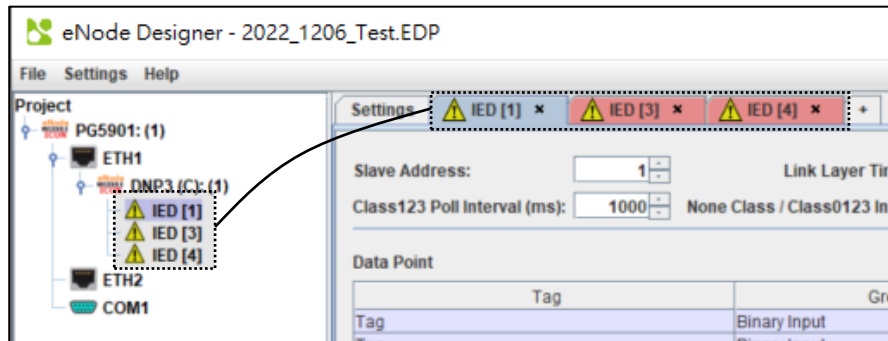 eNode Designer - 2022_1206_Test.EDP
File Settings Help
Project
PG5901: (1)
ETH1
DNP3 (C): (1)
IED [1]
IED [3]
IED [4]
ETH2
COM1
Settings IED [1] × IED [3] × IED [4] × +
Slave Address: 1 Link Layer Tir
Class123 Poll Interval (ms): 1000 None Class / Class0123 In
Data Point
Tag Gr
Tag Binary Input